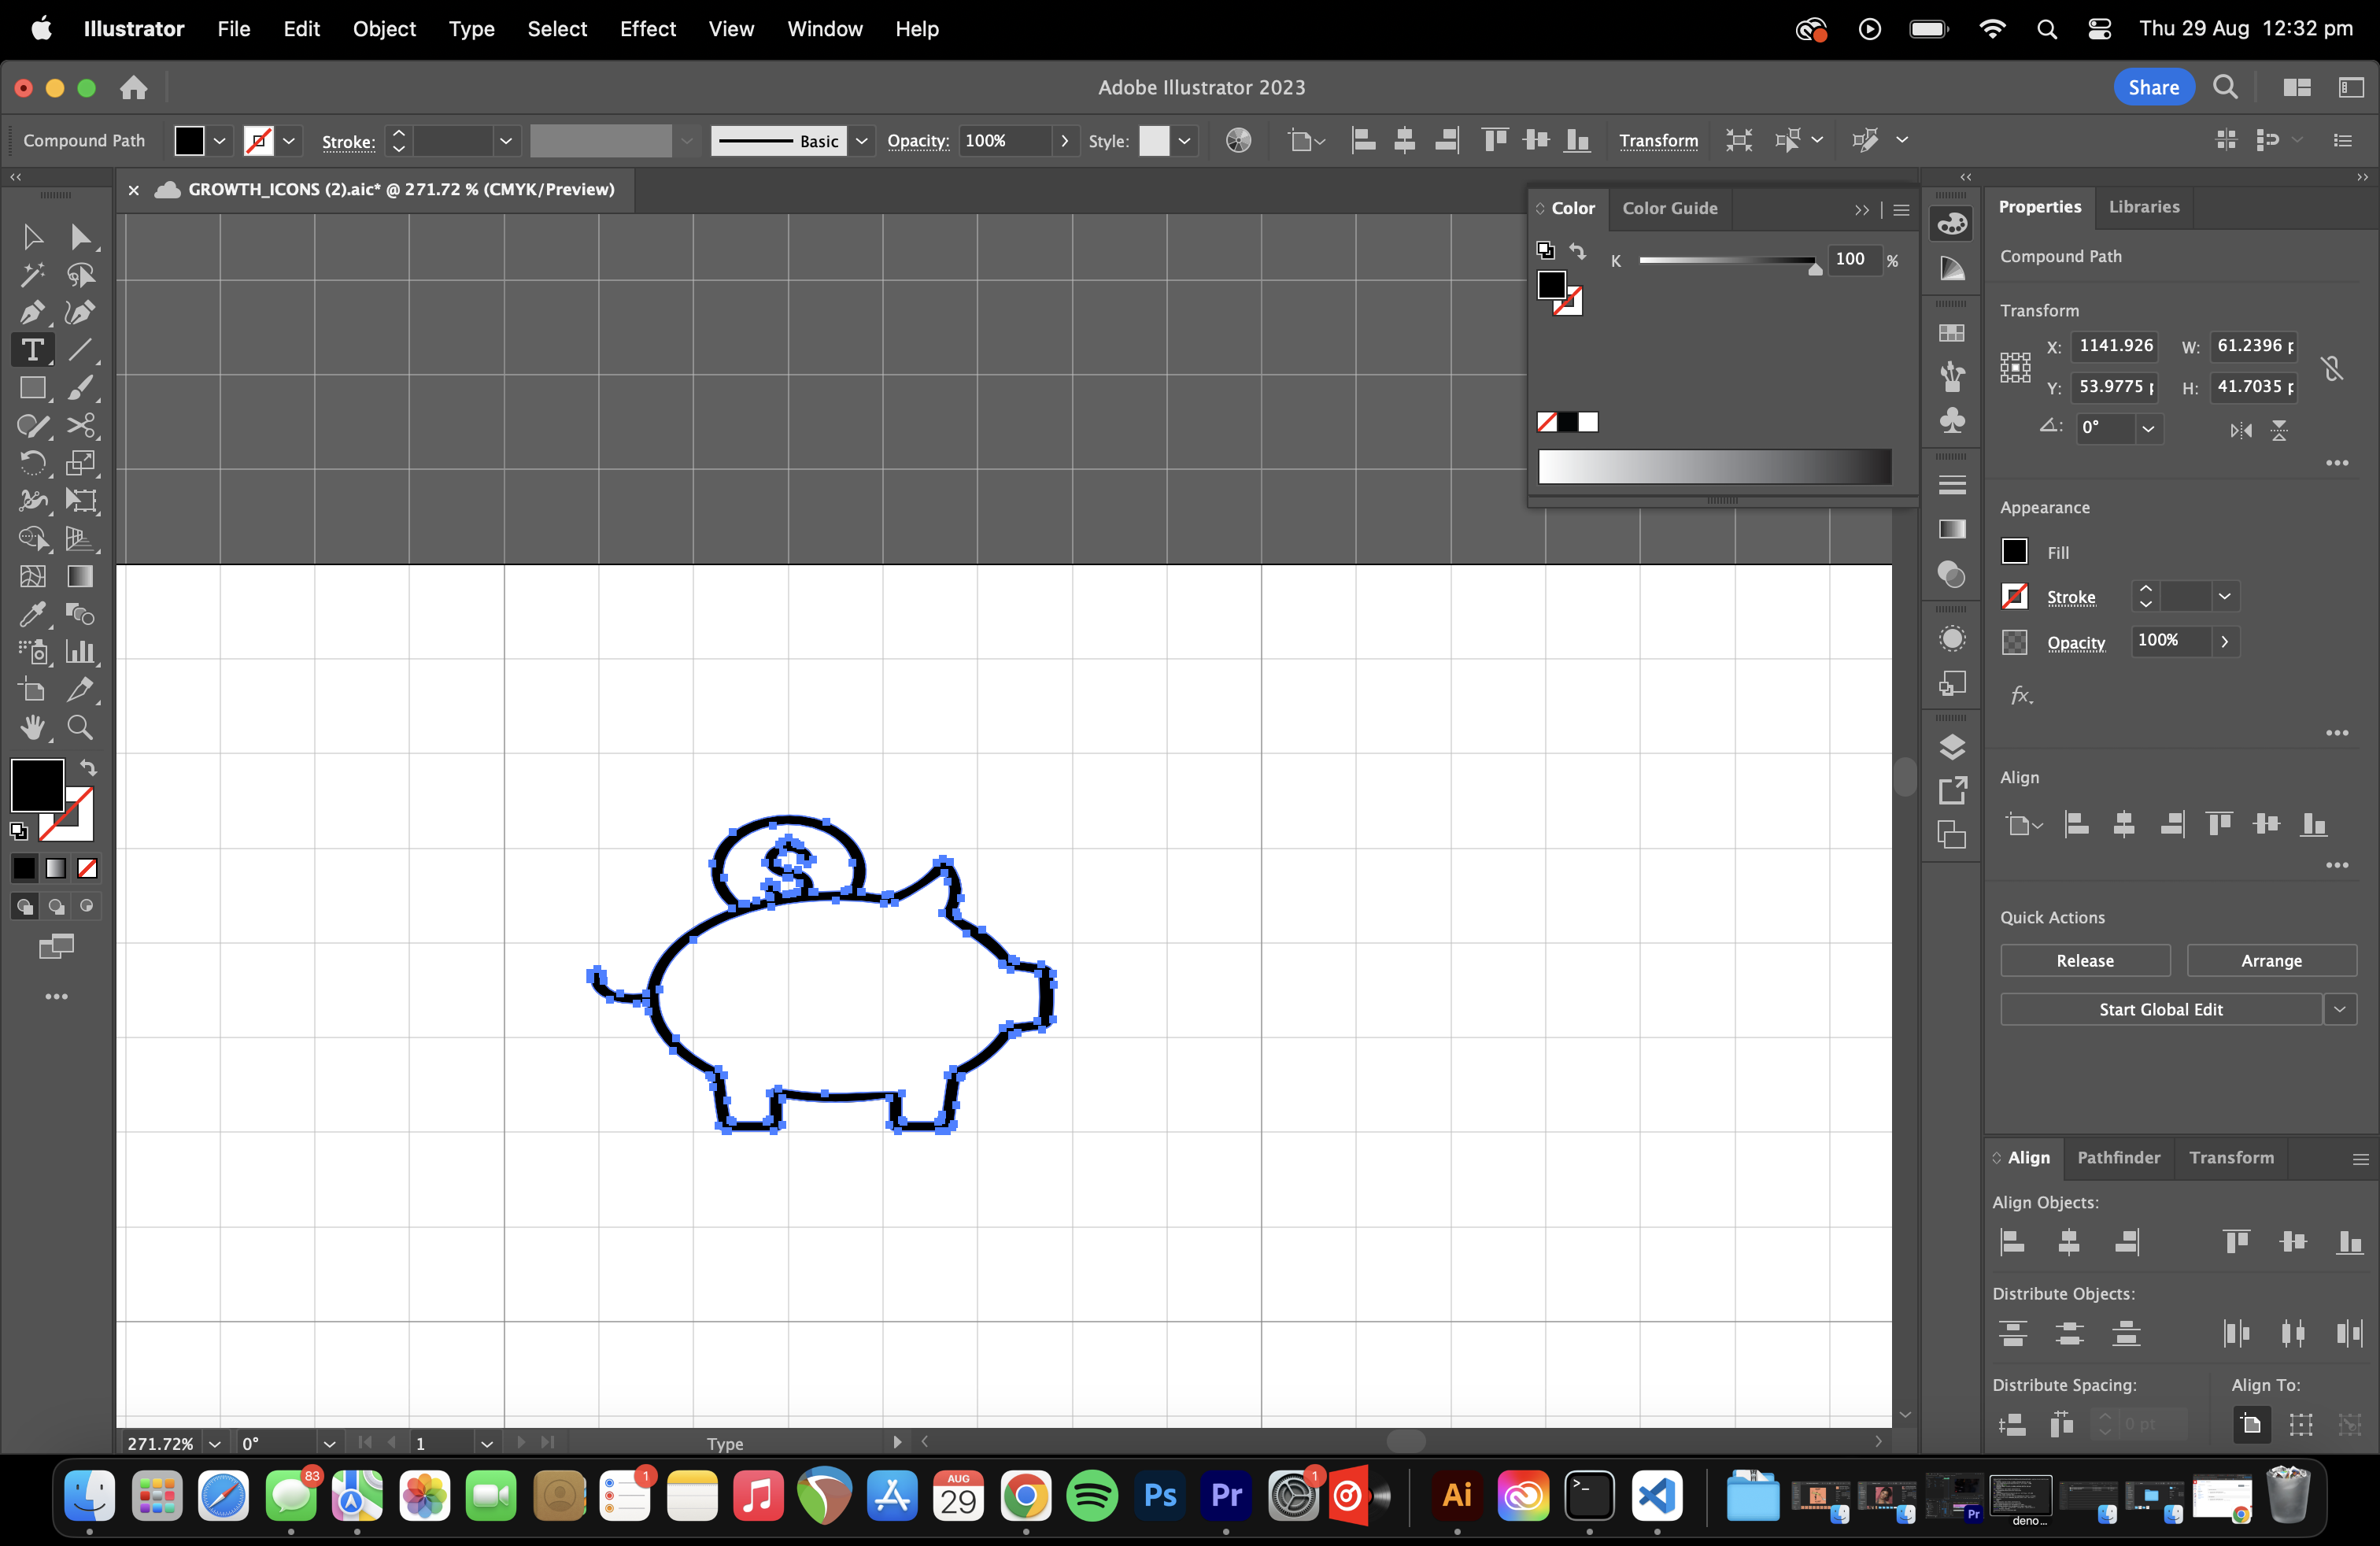 Illustrator File Edit Object Type Select Effect View Window Help Thu 29 Aug 12:32 pm
Adobe Illustrator 2023 Share
Compound Path Stroke: Basic Opacity: 100% Style: Transform
× GROWTH_ICONS (2).aic* @ 271.72 % (CMYK/Preview)
Color Color Guide
K 100 %
Properties Libraries
Compound Path
Transform
X: 1141.926 W: 61.2396 p
Y: 53.9775 p H: 41.7035 p
0°
Appearance
Fill
Stroke
Opacity 100%
fx
Align
Quick Actions
Release Arrange
Start Global Edit
Align Pathfinder Transform
Align Objects:
Distribute Objects:
Distribute Spacing: Align To:
0 pt
S
271.72% 0° 1 Type
83 1 AUG 29 Ps Pr 1 Ai >_ Pr
deno...